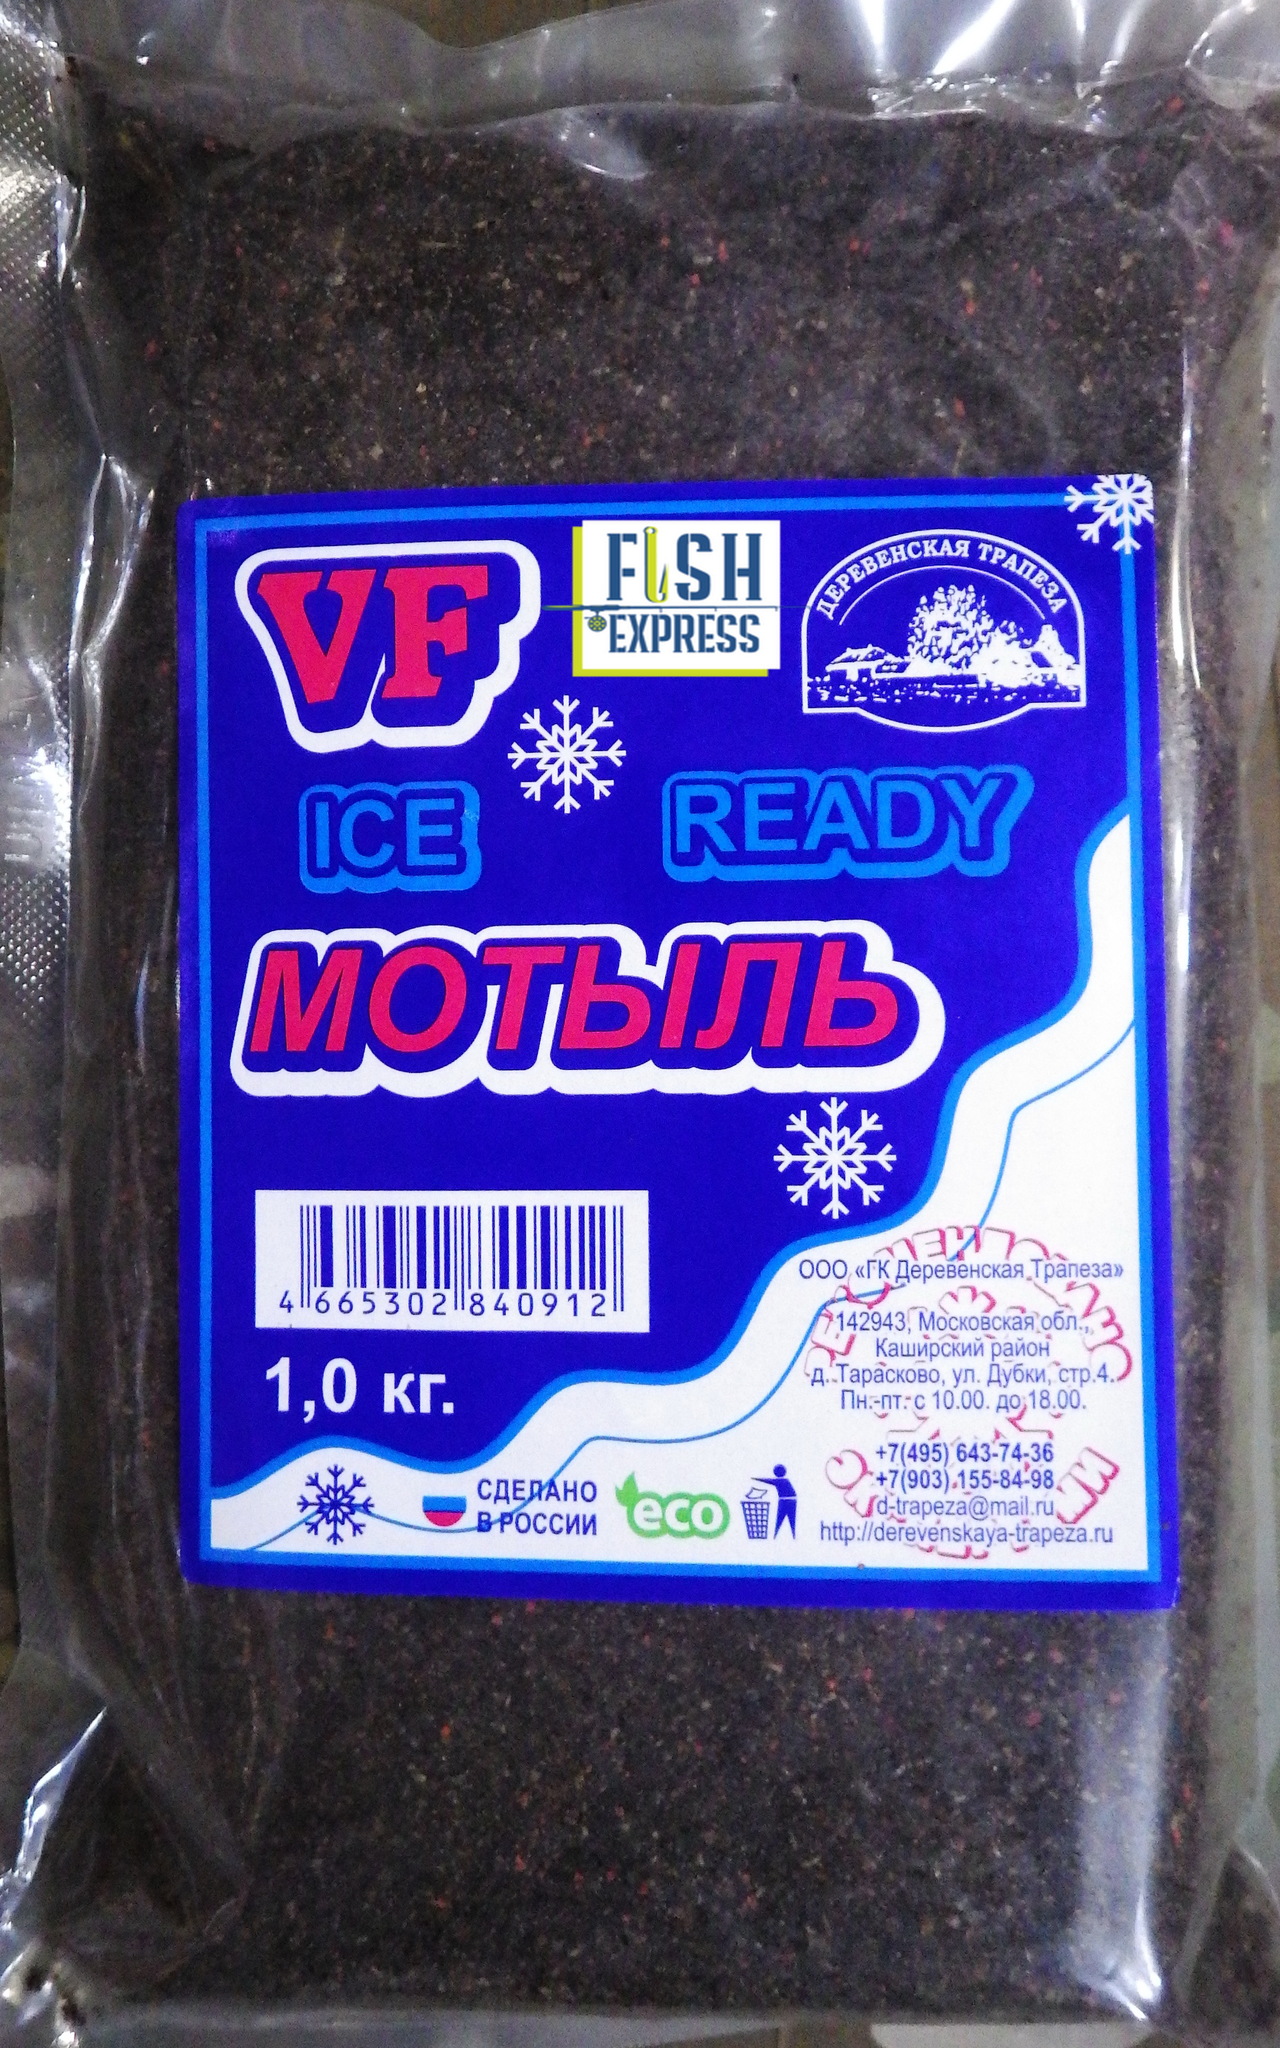 VF
FISH
EXPRESS
ДЕРЕВЕНСКАЯ ТРАПЕЗА
ICE READY
МОТЫЛЬ
4 665302 840912
1,0 кг.
ООО «ГК Деревенская Трапеза»
142943, Московская обл.,
Каширский район
д. Тарасково, ул. Дубки, стр.4.
Пн.-пт. с 10.00. до 18.00.
+7(495) 643-74-36
+7(903) 155-84-98
d-trapeza@mail.ru
http://derevenskaya-trapeza.ru
СДЕЛАНО
В РОССИИ
eco